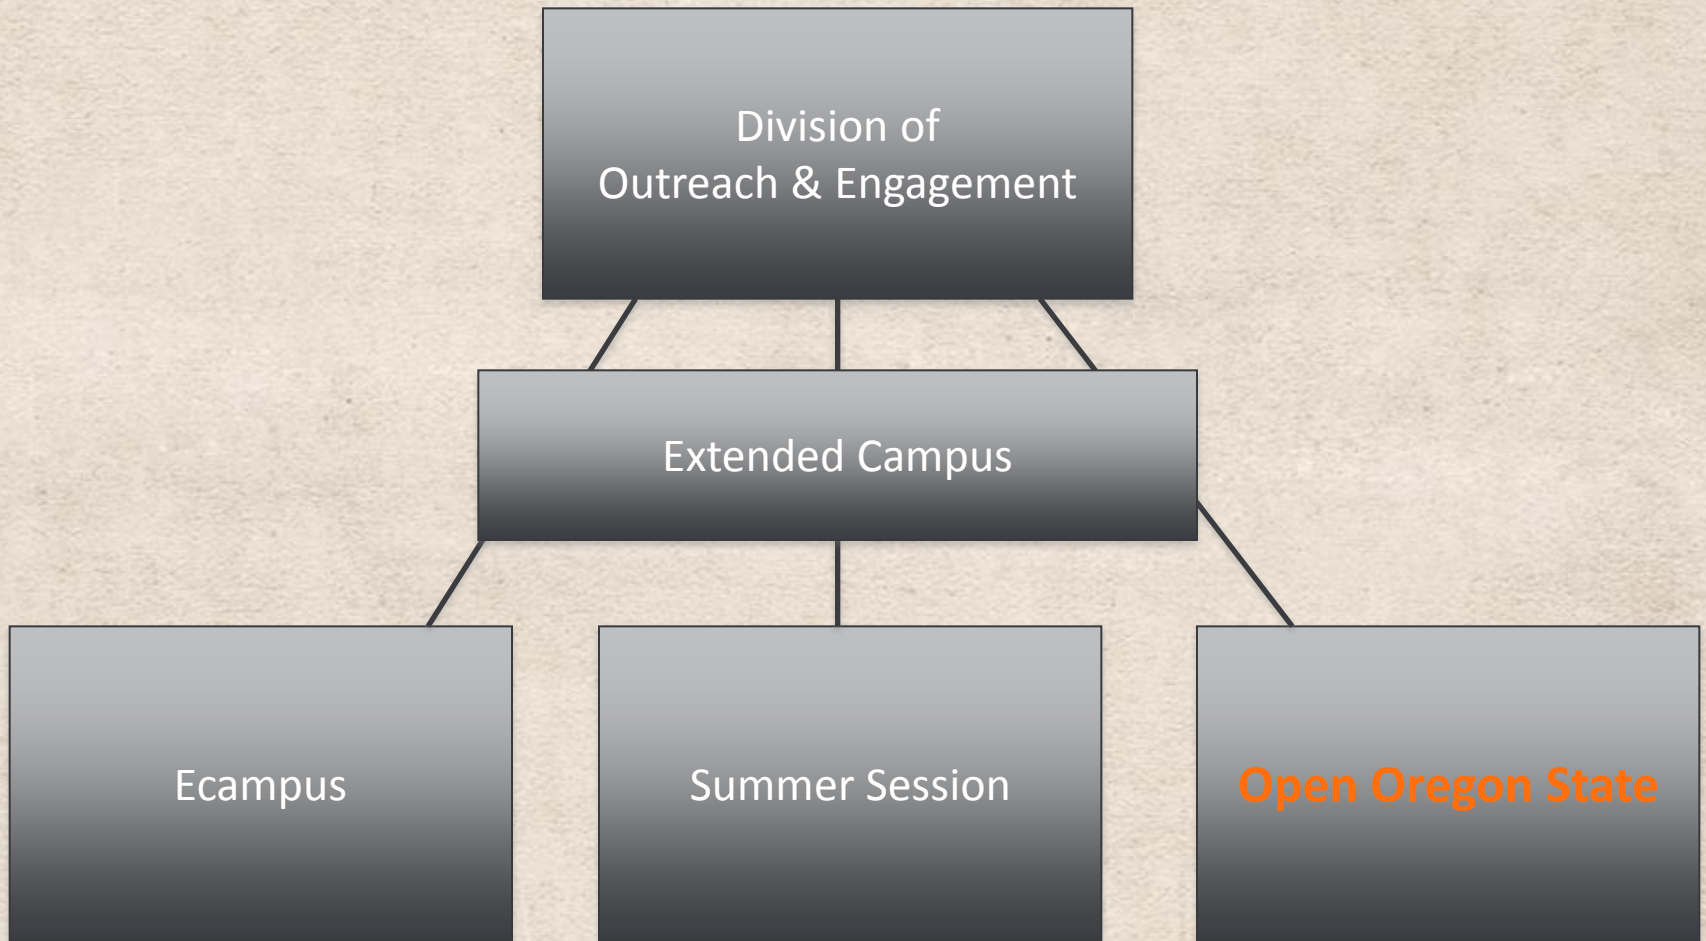 Division of
Outreach & Engagement
Extended Campus
Ecampus
Summer Session
Open Oregon State